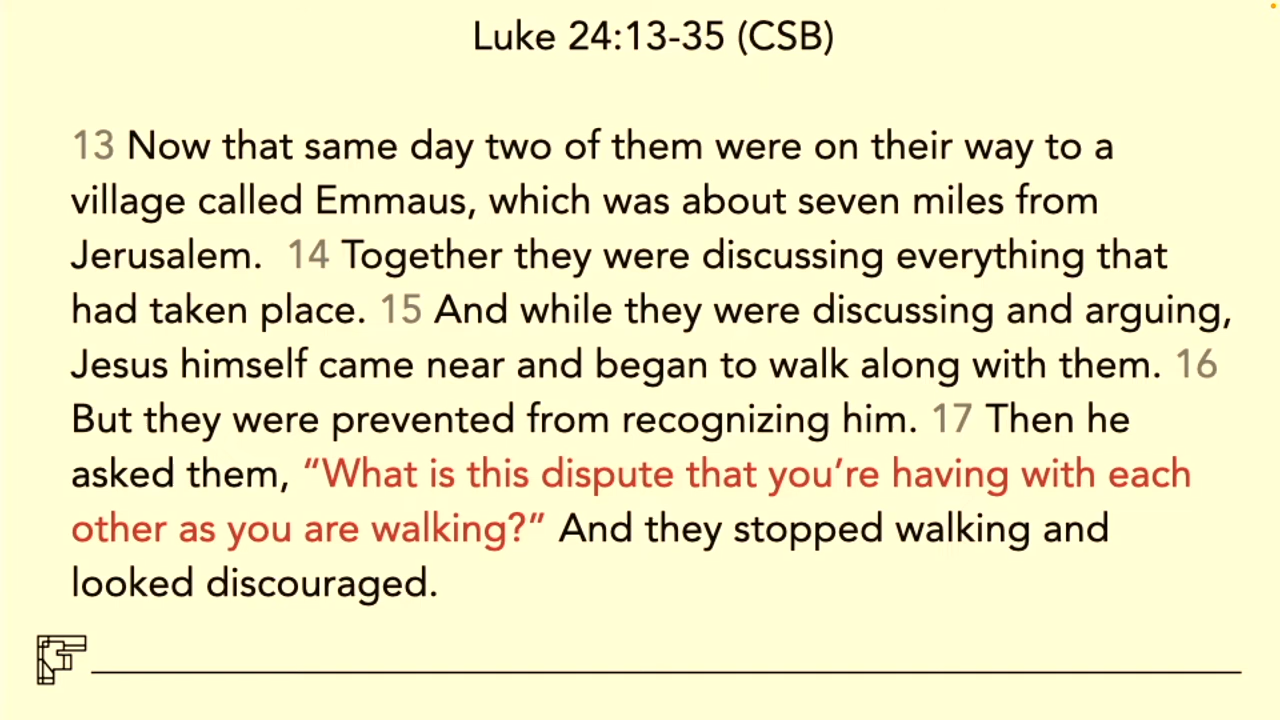 Luke 24:13-35 (CSB)
13 Now that same day two of them were on their way to a
village called Emmaus, which was about seven miles from
Jerusalem. 14 Together they were discussing everything that
had taken place. 15 And while they were discussing and arguing,
Jesus himself came near and began to walk along with them. 16
But they were prevented from recognizing him. 17 Then he
asked them, “What is this dispute that you’re having with each
other as you are walking?” And they stopped walking and
looked discouraged.